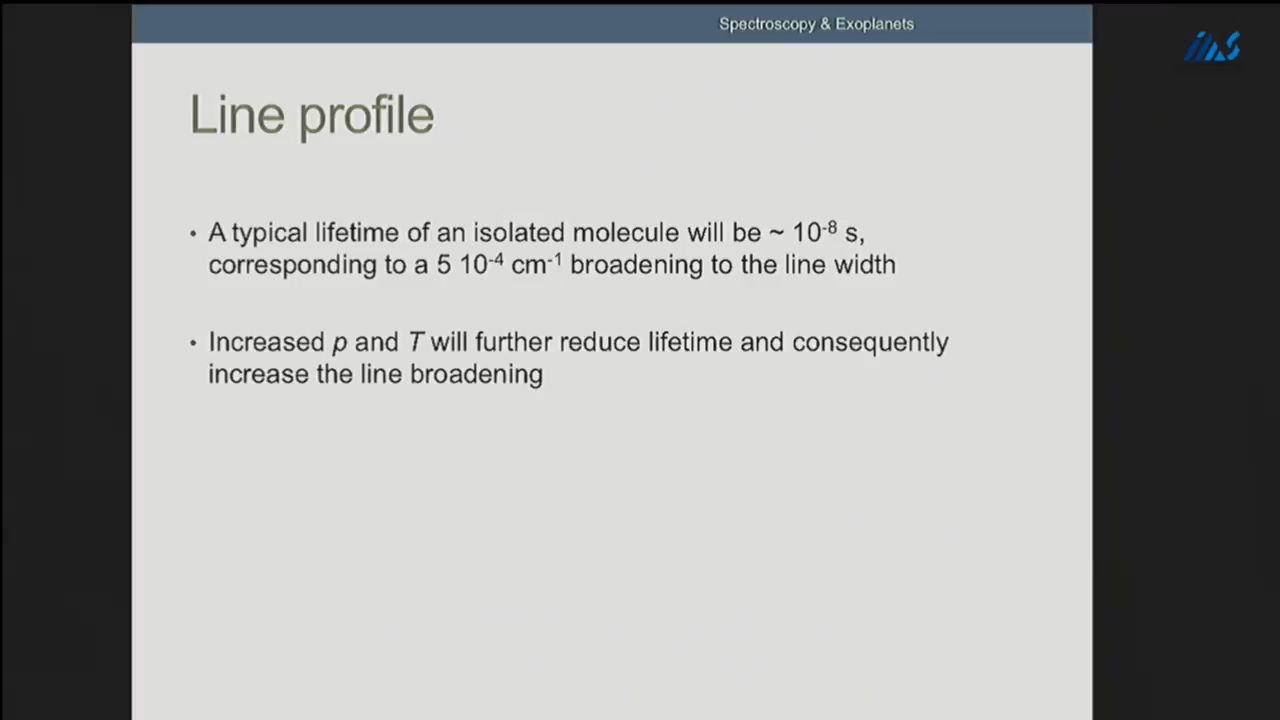 Spectroscopy & Exoplanets
Line profile
• A typical lifetime of an isolated molecule will be ~ 10⁻⁸ s,
corresponding to a 5 10⁻⁴ cm⁻¹ broadening to the line width
• Increased p and T will further reduce lifetime and consequently
increase the line broadening